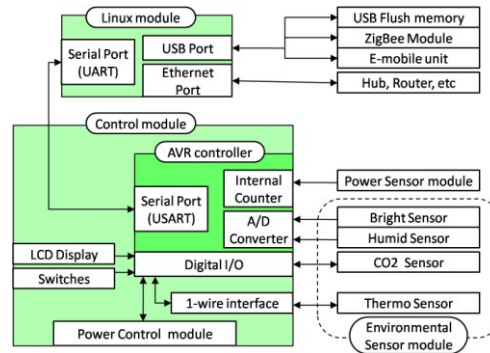 Linux module
Serial Port
(UART)
USB Port
Ethernet
Port
USB Flush memory
ZigBee Module
E-mobile unit
Hub, Router, etc
Control module
AVR controller
Serial Port
(USART)
Internal
Counter
A/D
Converter
Digital I/O
1-wire interface
LCD Display
Switches
Power Control  module
Power Sensor module
Bright Sensor
Humid Sensor
CO2  Sensor
Thermo Sensor
Environmental
Sensor module